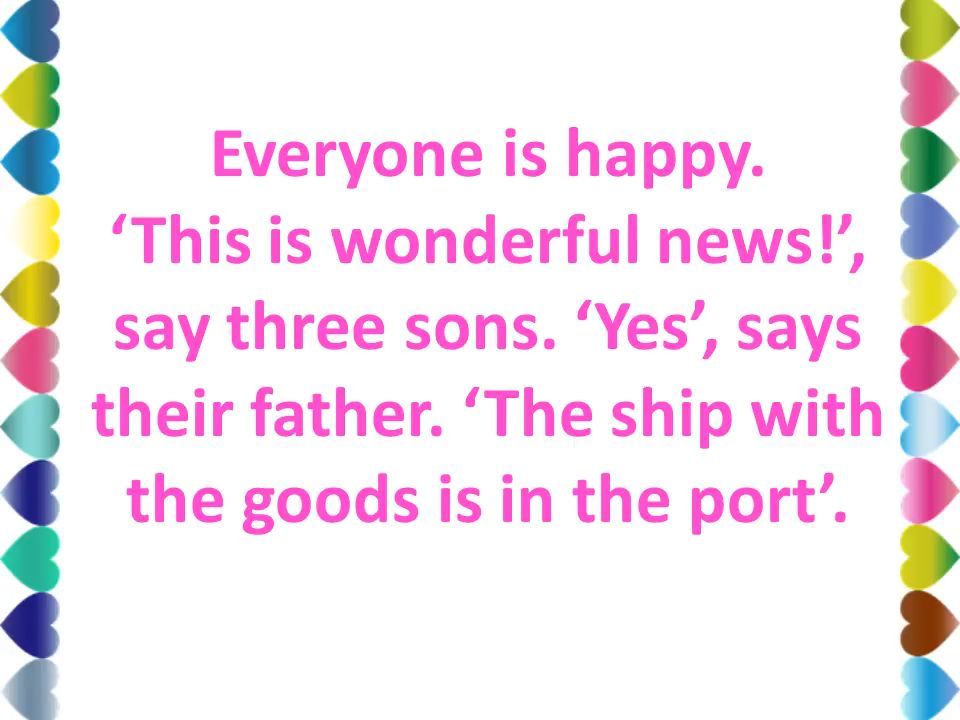 Everyone is happy.
‘This is wonderful news!’,
say three sons. ‘Yes’, says
their father. ‘The ship with
the goods is in the port’.